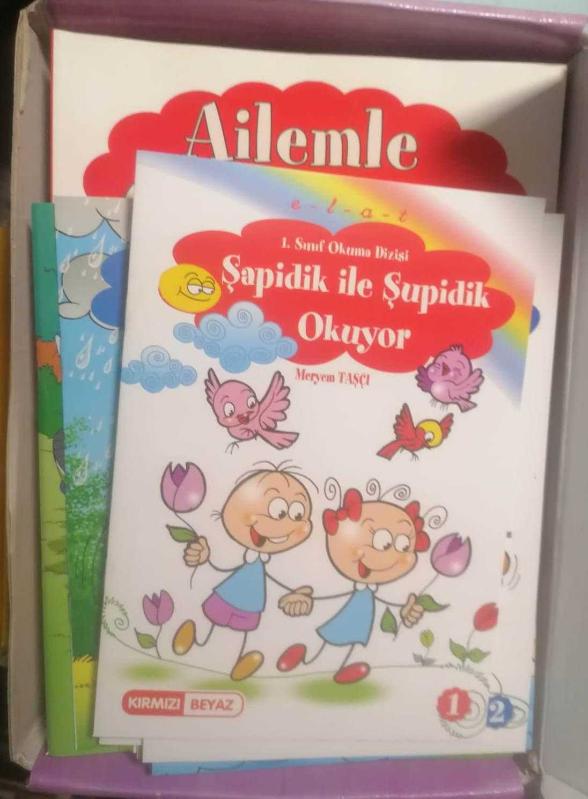 Ailemle
e-l-a-t
1. Sınıf Okuma Dizisi
Şapidik ile Şupidik
Okuyor
Meryem TAŞÇI
KIRMIZI BEYAZ
1 2